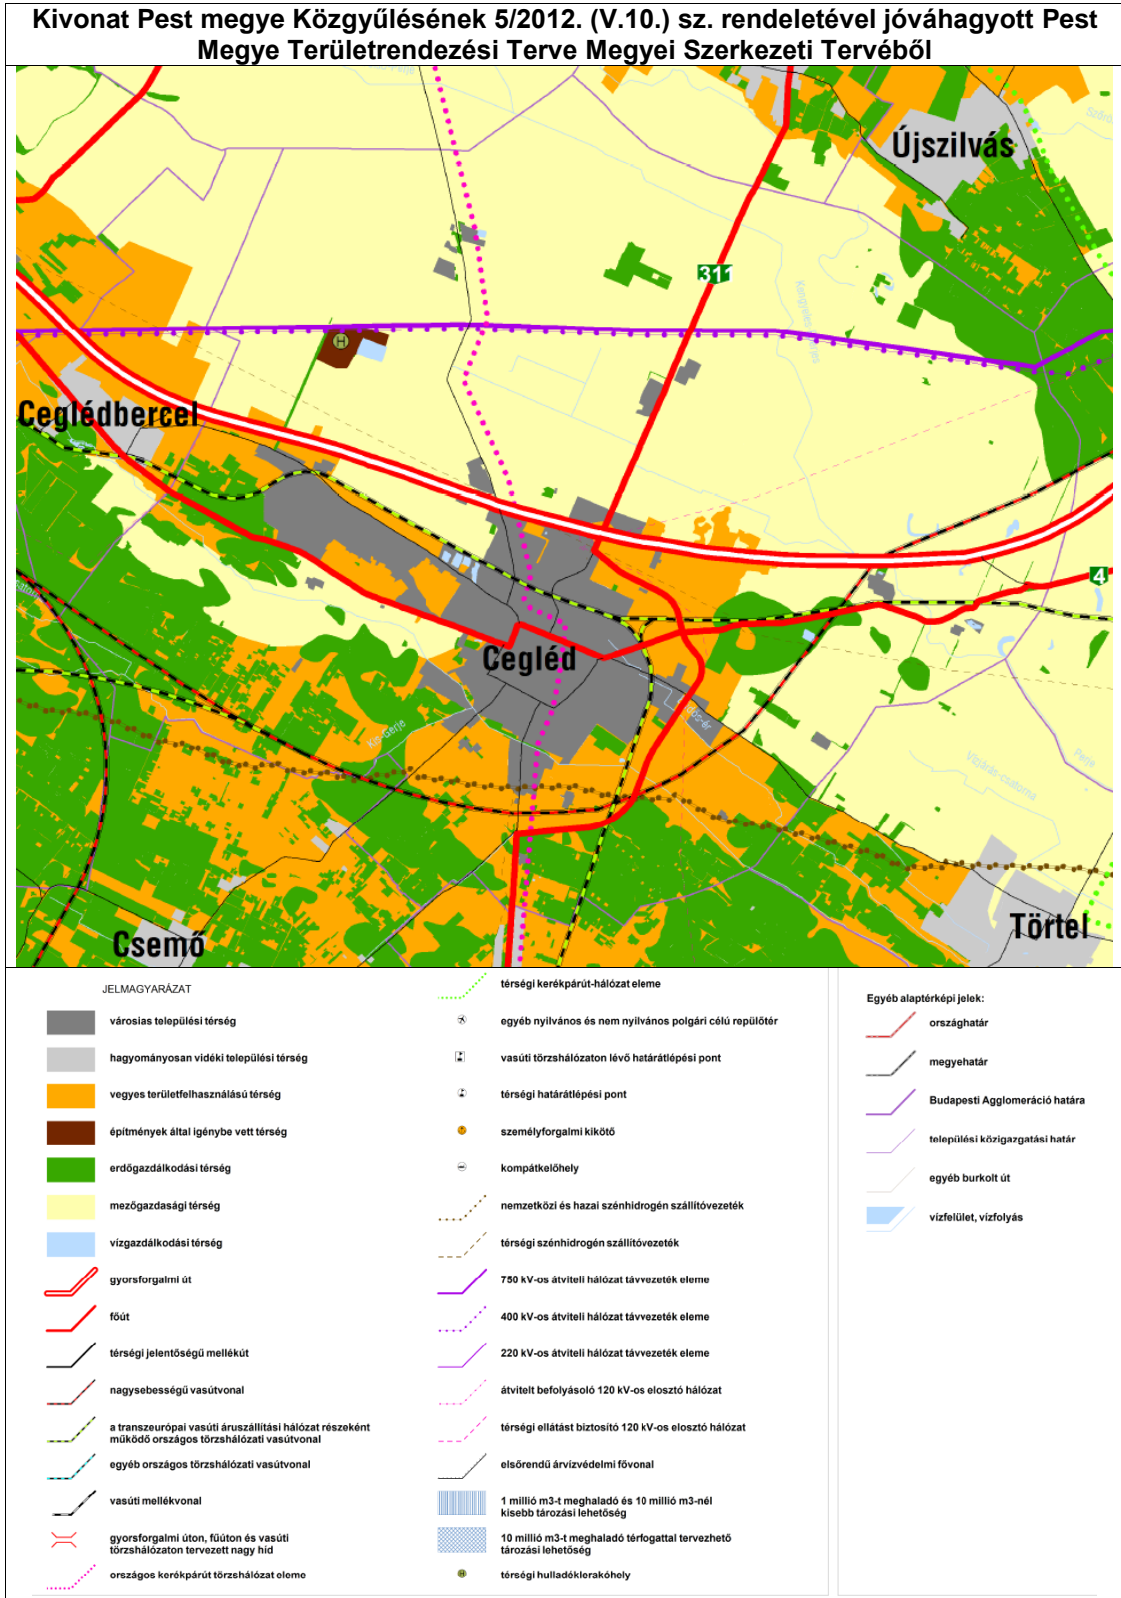 Kivonat Pest megye Közgyűlésének 5/2012. (V.10.) sz. rendeletével jóváhagyott Pest
Megye Területrendezési Terve Megyei Szerkezeti Tervéből
Újszilvás
311
H
Ceglédbercel
4
Cegléd
Kis-Gerje
Vízjárás-csatorna
Perje
Csemő
Törtel
JELMAGYARÁZAT
városias települési térség
hagyományosan vidéki települési térség
vegyes területfelhasználású térség
építmények által igénybe vett térség
erdőgazdálkodási térség
mezőgazdasági térség
vízgazdálkodási térség
gyorsforgalmi út
főút
térségi jelentőségű mellékút
nagysebességű vasútvonal
a transzeurópai vasúti áruszállítási hálózat részeként
működő országos törzshálózati vasútvonal
egyéb országos törzshálózati vasútvonal
vasúti mellékvonal
gyorsforgalmi úton, főúton és vasúti
törzshálózaton tervezett nagy híd
országos kerékpárút törzshálózat eleme
térségi kerékpárút-hálózat eleme
egyéb nyilvános és nem nyilvános polgári célú repülőtér
vasúti törzshálózaton lévő határátlépési pont
térségi határátlépési pont
személyforgalmi kikötő
kompátkelőhely
nemzetközi és hazai szénhidrogén szállítóvezeték
térségi szénhidrogén szállítóvezeték
750 kV-os átviteli hálózat távvezeték eleme
400 kV-os átviteli hálózat távvezeték eleme
220 kV-os átviteli hálózat távvezeték eleme
átvitelt befolyásoló 120 kV-os elosztó hálózat
térségi ellátást biztosító 120 kV-os elosztó hálózat
elsőrendű árvízvédelmi fővonal
1 millió m3-t meghaladó és 10 millió m3-nél
kisebb tározási lehetőség
10 millió m3-t meghaladó térfogattal tervezhető
tározási lehetőség
H
térségi hulladéklerakóhely
Egyéb alaptérképi jelek:
országhatár
megyehatár
Budapesti Agglomeráció határa
települési közigazgatási határ
egyéb burkolt út
vízfelület, vízfolyás